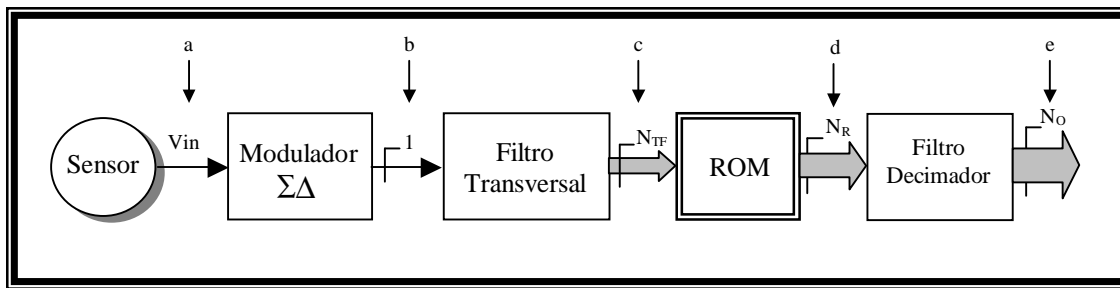 a
b
c
d
e
Sensor
Vin
Modulador
ΣΔ
1
Filtro
Transversal
N_TF
ROM
N_R
Filtro
Decimador
N_O